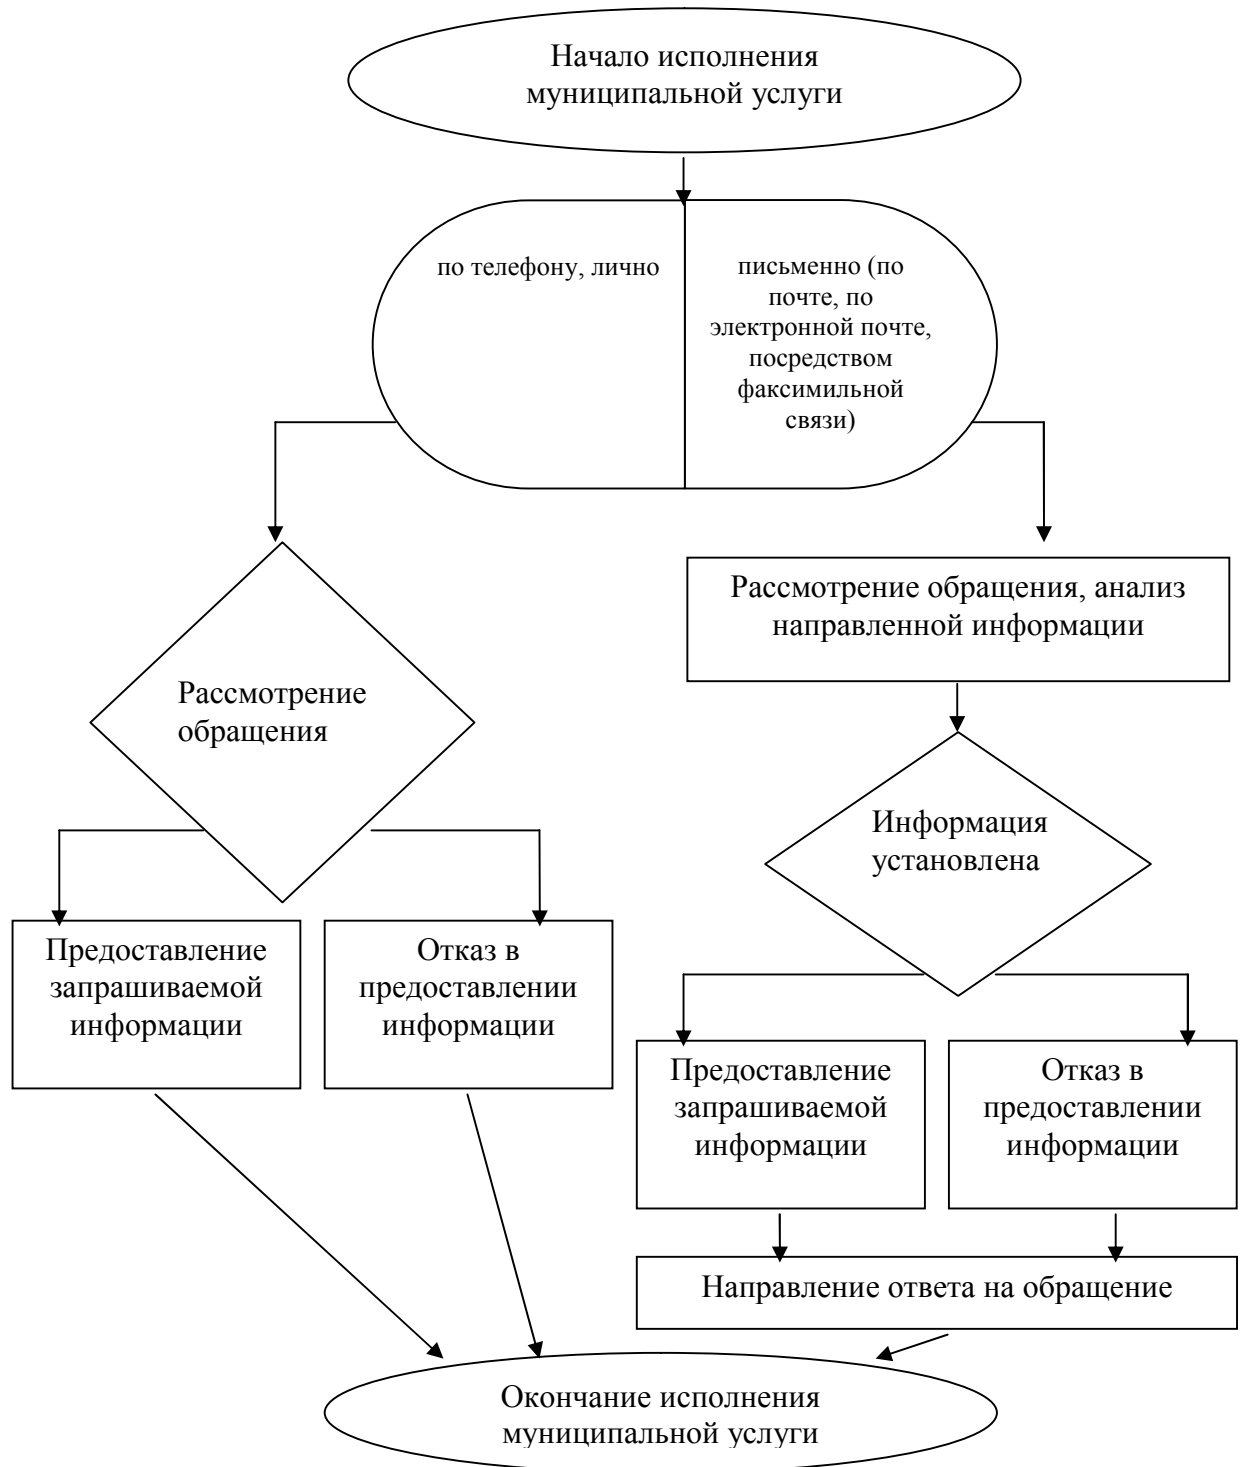 Начало исполнения
муниципальной услуги
по телефону, лично
письменно (по
почте, по
электронной почте,
посредством
факсимильной
связи)
Рассмотрение
обращения
Рассмотрение обращения, анализ
направленной информации
Информация
установлена
Предоставление
запрашиваемой
информации
Отказ в
предоставлении
информации
Предоставление
запрашиваемой
информации
Отказ в
предоставлении
информации
Направление ответа на обращение
Окончание исполнения
муниципальной услуги